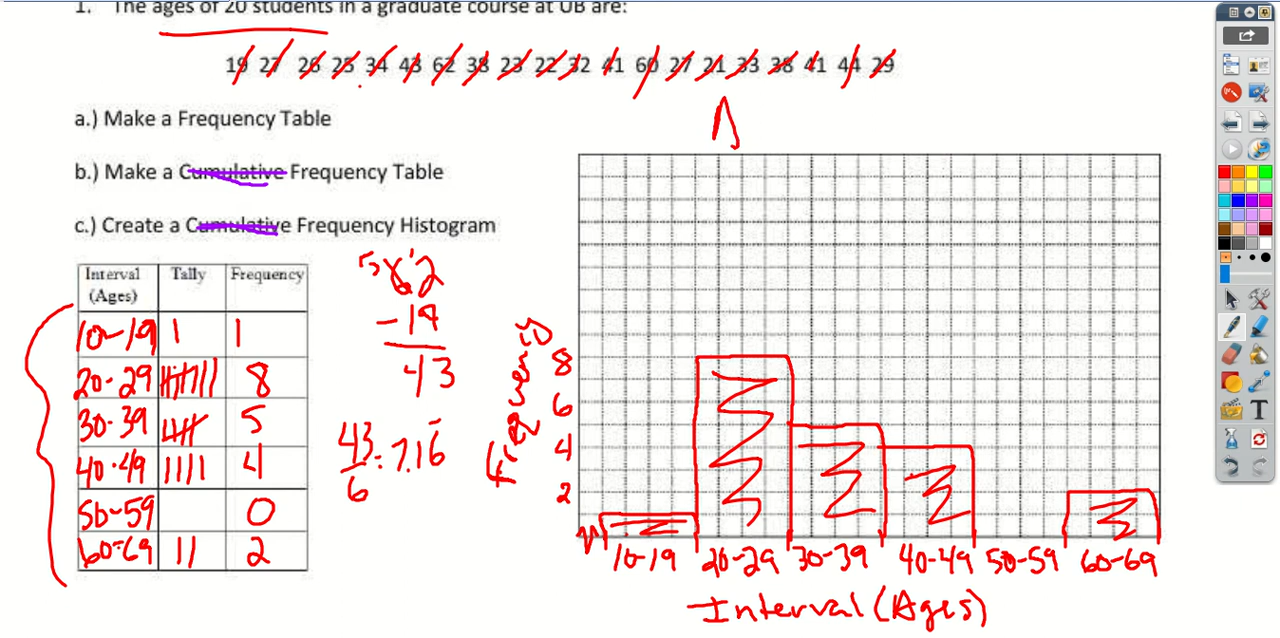 1. The ages of 20 students in a graduate course at UB are:
19 27 26 25 34 43 62 38 23 22 32 41 60 27 21 33 38 41 44 29
a.) Make a Frequency Table
b.) Make a Cumulative Frequency Table
c.) Create a Cumulative Frequency Histogram
Interval (Ages) Tally Frequency
10-19 | 1
20-29 |||| ||| 8
30-39 |||| 5
40-49 |||| 4
50-59 0
60-69 || 2
5 6 12
-19
43
43/6 = 7.16
Frequency
8
6
4
2
10-19 20-29 30-39 40-49 50-59 60-69
Interval (Ages)
T